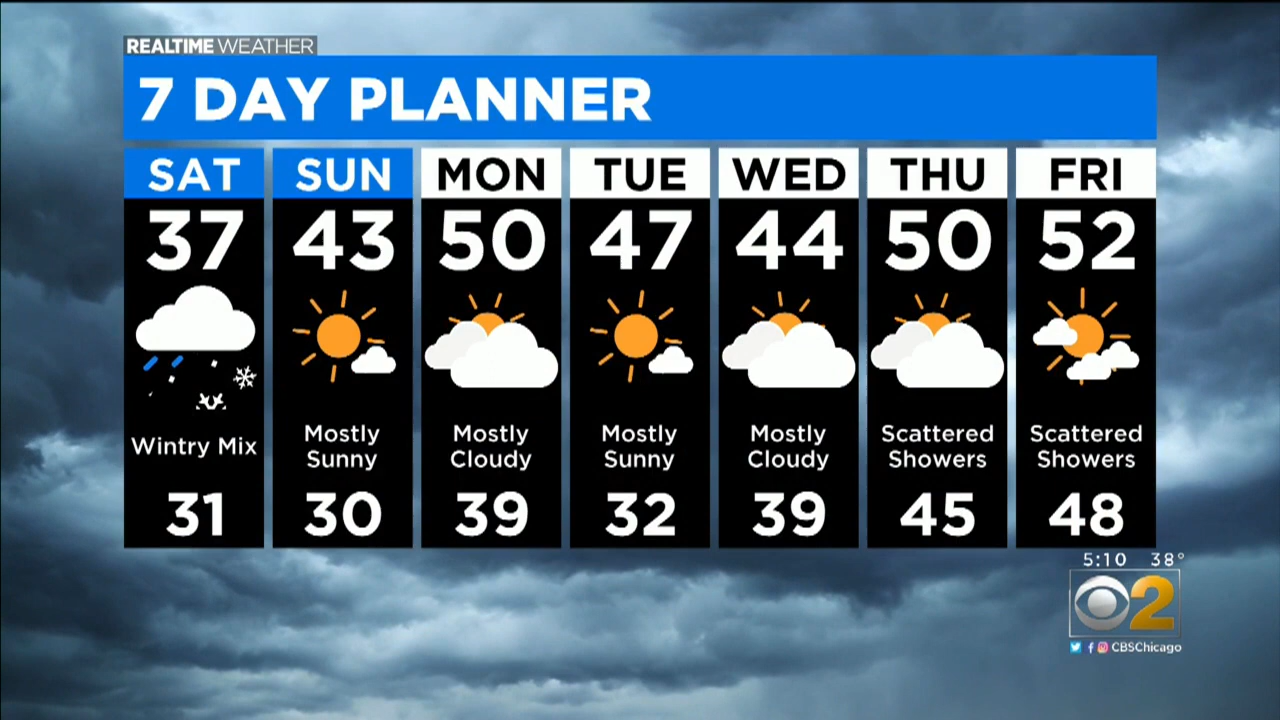 REALTIME WEATHER
7 DAY PLANNER
SAT SUN MON TUE WED THU FRI
37 43 50 47 44 50 52
Wintry Mix
Mostly
Sunny
Mostly
Cloudy
Mostly
Sunny
Mostly
Cloudy
Scattered
Showers
Scattered
Showers
31 30 39 32 39 45 48
5:10 38°
2
CBSChicago